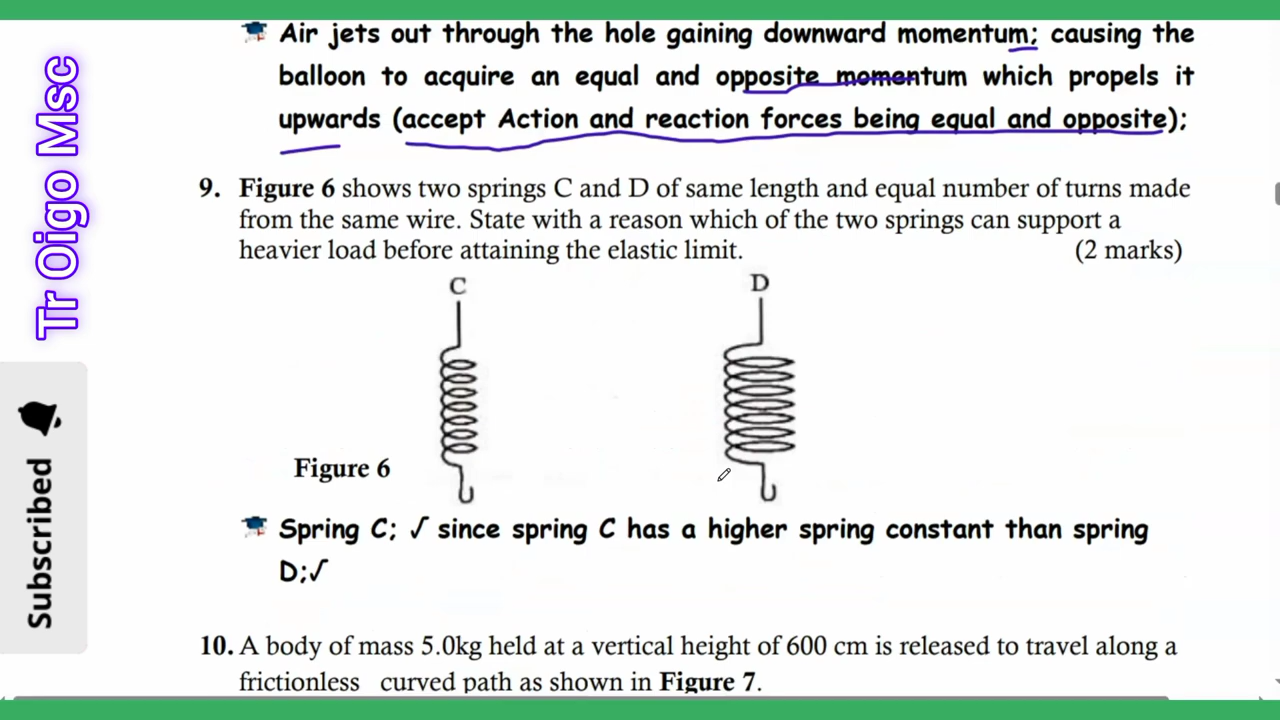 Air jets out through the hole gaining downward momentum; causing the
balloon to acquire an equal and opposite momentum which propels it
upwards (accept Action and reaction forces being equal and opposite);
9. Figure 6 shows two springs C and D of same length and equal number of turns made
from the same wire. State with a reason which of the two springs can support a
heavier load before attaining the elastic limit. (2 marks)
C D
Figure 6
Spring C; √ since spring C has a higher spring constant than spring
D;√
10. A body of mass 5.0kg held at a vertical height of 600 cm is released to travel along a
frictionless curved path as shown in Figure 7.
Tr Oigo Msc
Subscribed